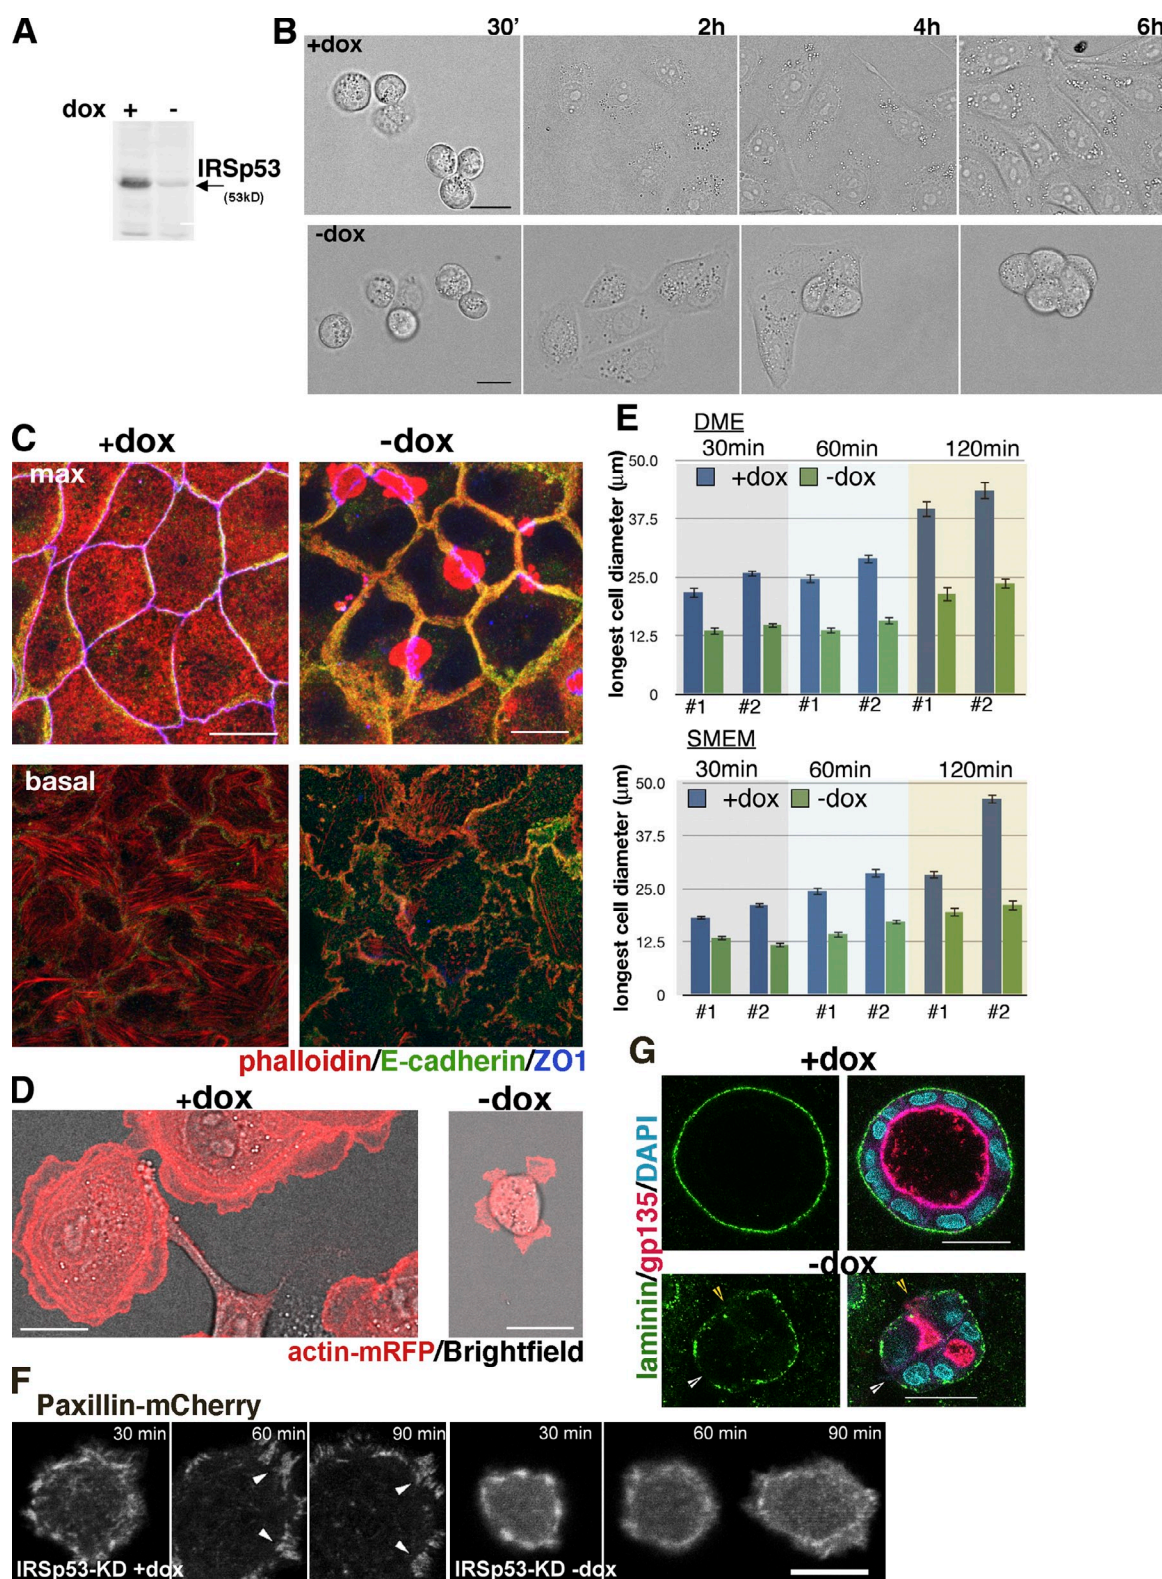 A
dox + -
IRSp53
(53kD)
B
30’ 2h 4h 6h
+dox
-dox
C
+dox -dox
max
basal
phalloidin/E-cadherin/ZO1
D
+dox -dox
actin-mRFP/Brightfield
E
DME
30min 60min 120min
+dox -dox
longest cell diameter (µm)
50.0
37.5
25.0
12.5
0
#1 #2 #1 #2 #1 #2
SMEM
30min 60min 120min
+dox -dox
longest cell diameter (µm)
50.0
37.5
25.0
12.5
0
#1 #2 #1 #2 #1 #2
F
Paxillin-mCherry
30 min 60 min 90 min 30 min 60 min 90 min
IRSp53-KD +dox IRSp53-KD -dox
G
+dox
-dox
laminin/gp135/DAPI